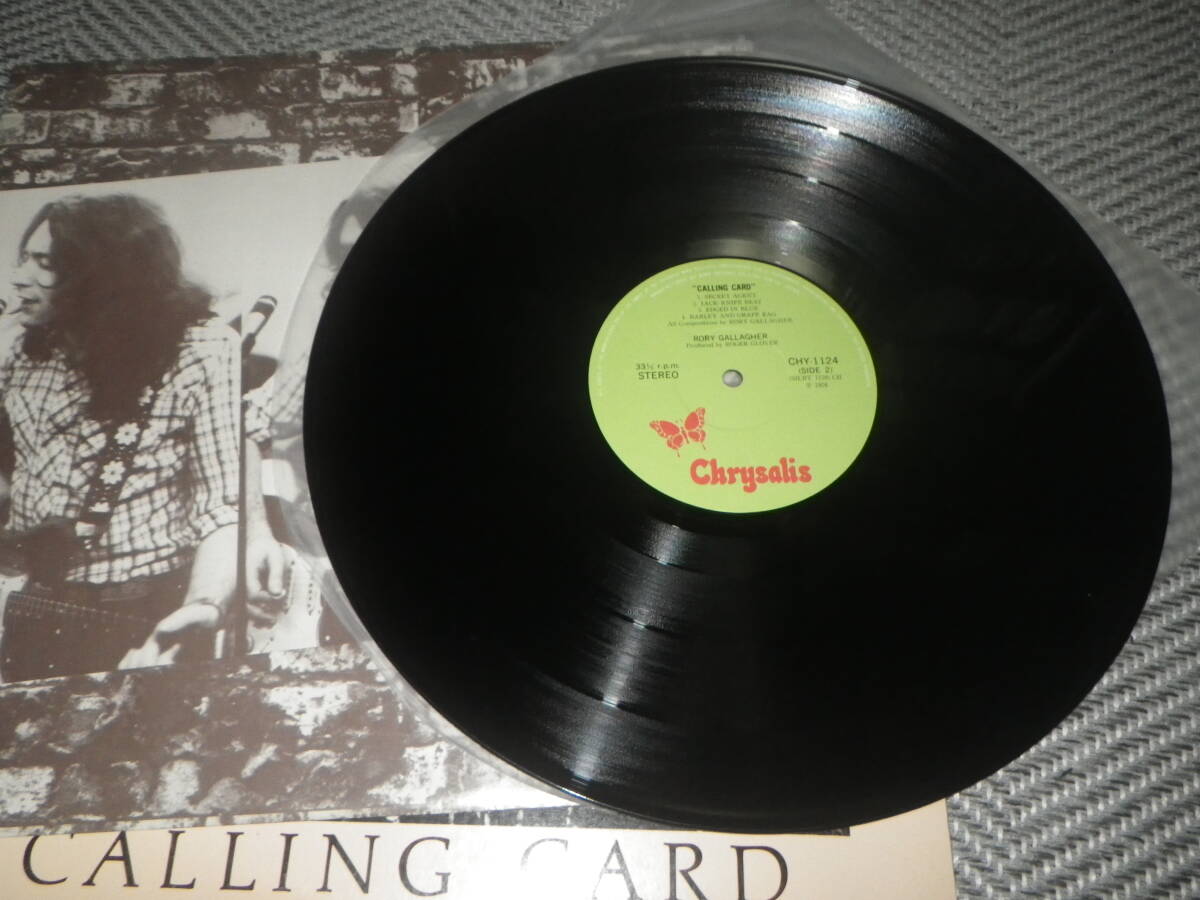 "CALLING CARD"
1. SECRET AGENT
2. JACK-KNIFE BEAT
3. EDGED IN BLUE
4. BARLEY AND GRAPE RAG
All Compositions by RORY GALLAGHER
RORY GALLAGHER
Produced by ROGER GLOVER
33⅓ r.p.m.
STEREO
CHY-1124
(SIDE 2)
Chrysalis
CALLING CARD